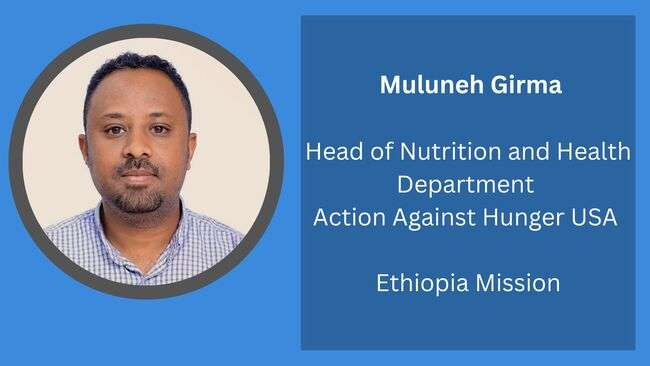 Muluneh Girma
Head of Nutrition and Health
Department
Action Against Hunger USA
Ethiopia Mission